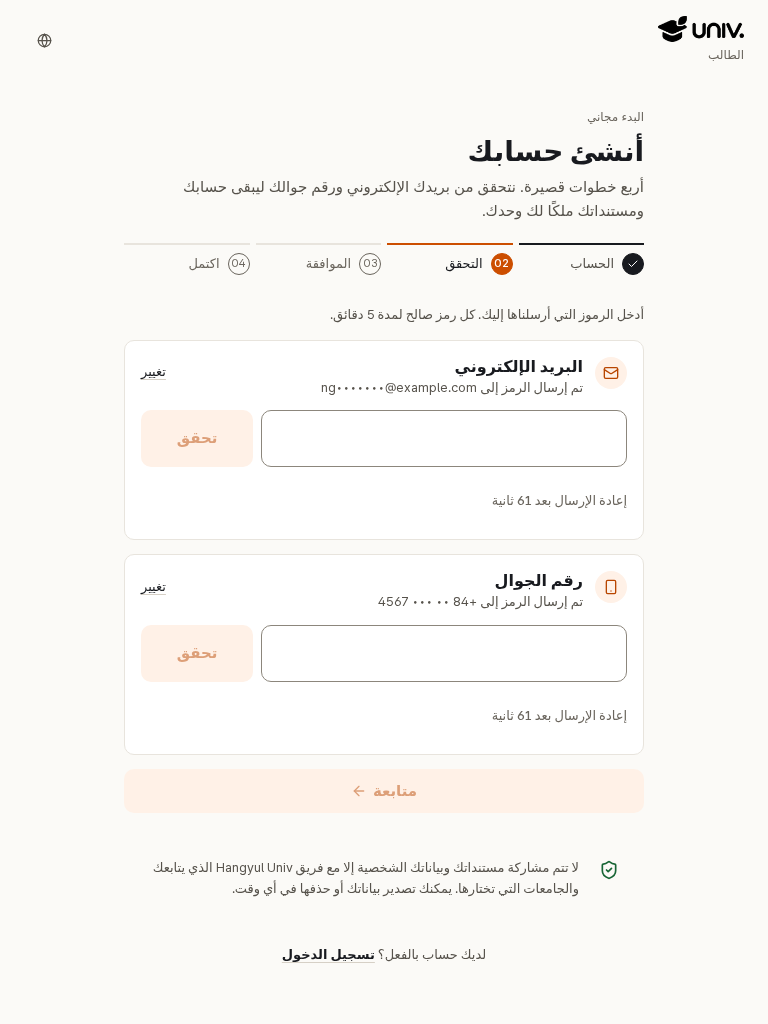 UNIV.
الطالب
البدء مجاني
أنشئ حسابك
أربع خطوات قصيرة. نتحقق من بريدك الإلكتروني ورقم جوالك ليبقى حسابك
ومستنداتك ملكًا لك وحدك.
الحساب
02 التحقق
03 الموافقة
04 اكتمل
أدخل الرموز التي أرسلناها إليك. كل رمز صالح لمدة 5 دقائق.
البريد الإلكتروني
تم إرسال الرمز إلى ng•••••••@example.com
تغيير
تحقق
إعادة الإرسال بعد 61 ثانية
رقم الجوال
تم إرسال الرمز إلى +84 •• ••• 4567
تغيير
تحقق
إعادة الإرسال بعد 61 ثانية
متابعة ←
لا تتم مشاركة مستنداتك وبياناتك الشخصية إلا مع فريق Hangyul Univ الذي يتابعك
والجامعات التي تختارها. يمكنك تصدير بياناتك أو حذفها في أي وقت.
لديك حساب بالفعل؟ تسجيل الدخول